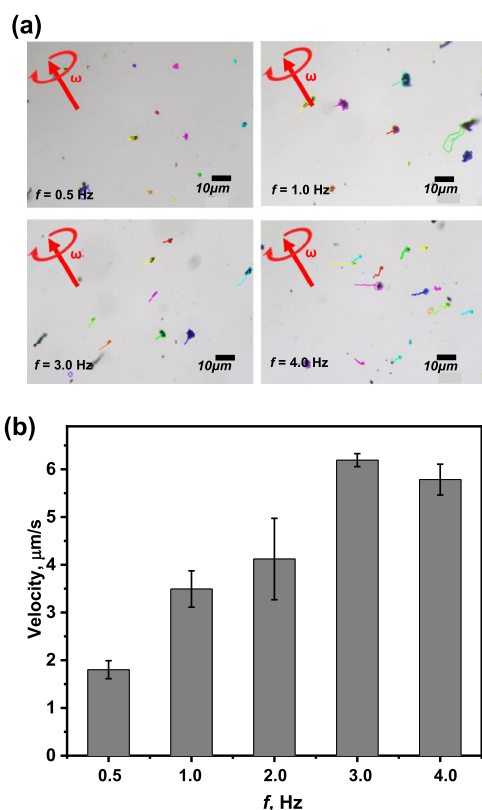 (a)
ω
ω
f = 0.5 Hz
10μm
f = 1.0 Hz
10μm
ω
ω
f = 3.0 Hz
10μm
f = 4.0 Hz
10μm
(b)
Velocity, μm/s
6
5
4
3
2
1
0
0.5 1.0 2.0 3.0 4.0
f, Hz